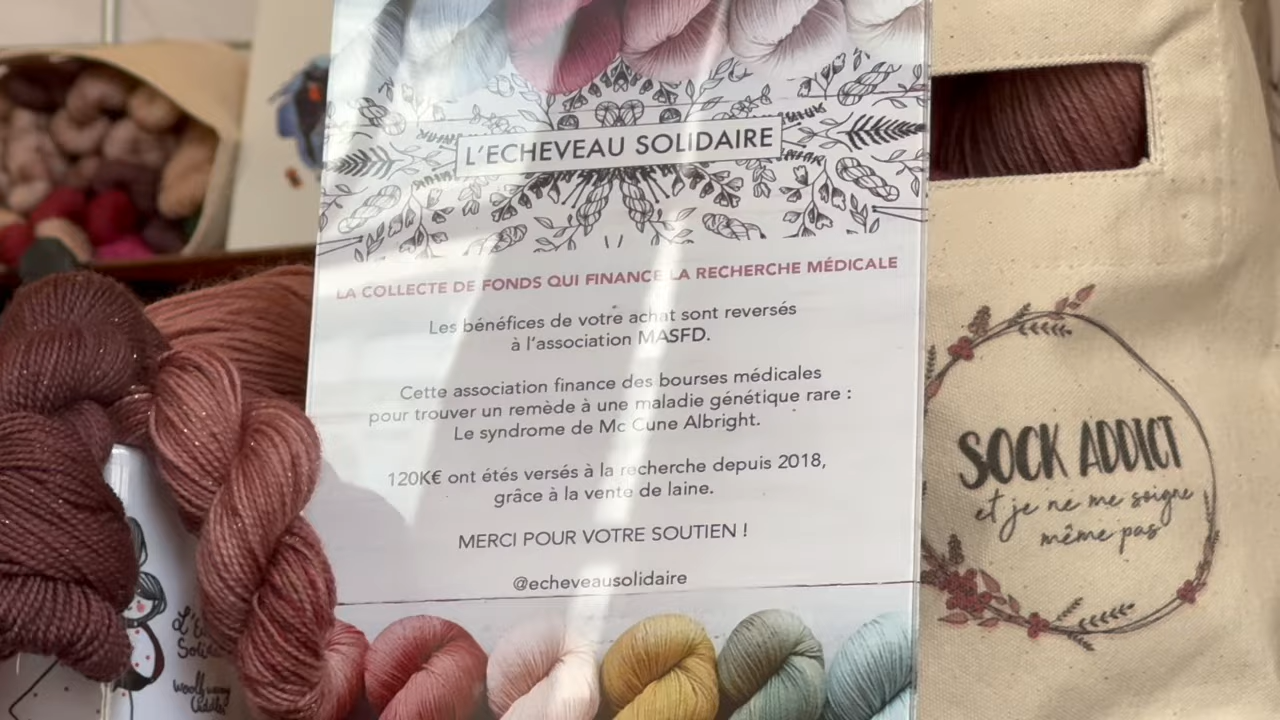 L'ECHEVEAU SOLIDAIRE
LA COLLECTE DE FONDS QUI FINANCE LA RECHERCHE MÉDICALE
Les bénéfices de votre achat sont reversés
à l'association MASFD.
Cette association finance des bourses médicales
pour trouver un remède à une maladie génétique rare :
Le syndrome de Mc Cune Albright.
120K€ ont étés versés à la recherche depuis 2018,
grâce à la vente de laine.
MERCI POUR VOTRE SOUTIEN !
@echeveausolidaire
SOCK ADDICT
et je ne me soigne
même pas